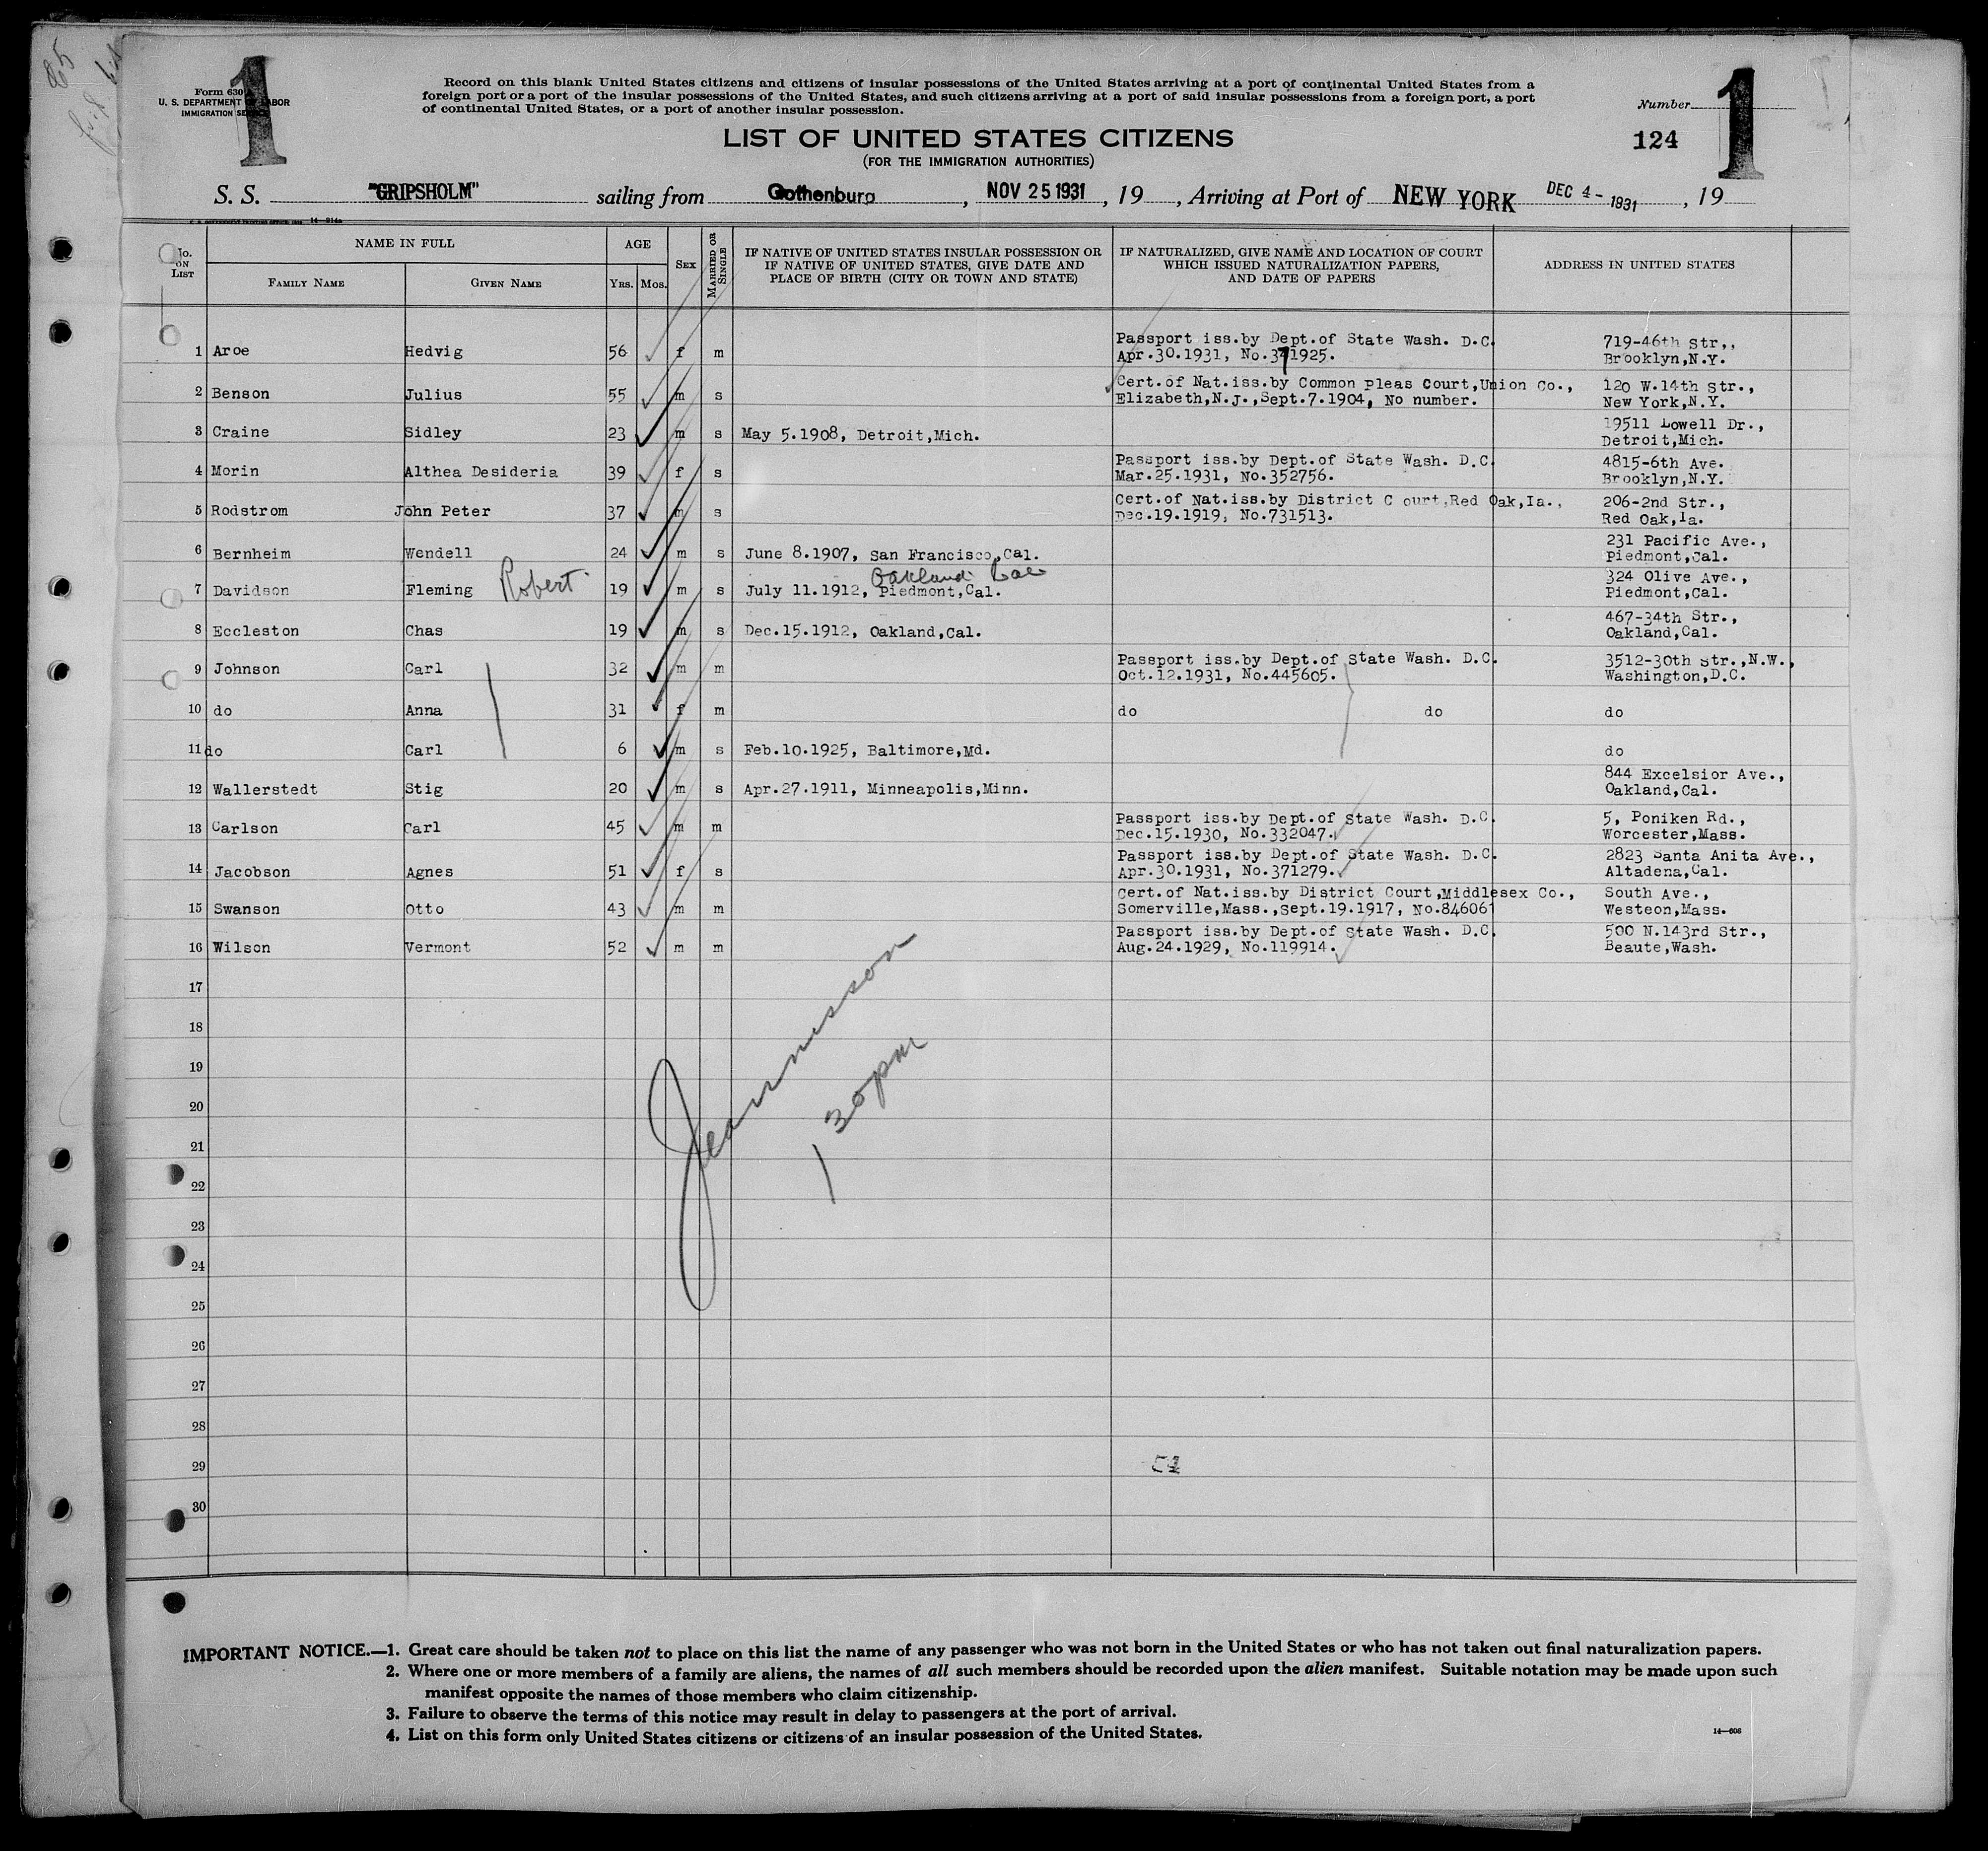 85
Form 630
U. S. DEPARTMENT OF LABOR
IMMIGRATION SERVICE
1
Record on this blank United States citizens and citizens of insular possessions of the United States arriving at a port of continental United States from a
foreign port or a port of the insular possessions of the United States, and such citizens arriving at a port of said insular possessions from a foreign port, a port
of continental United States, or a port of another insular possession.
Number
1
124
LIST OF UNITED STATES CITIZENS
(FOR THE IMMIGRATION AUTHORITIES)
S. S. "GRIPSHOLM" sailing from Gothenburg, NOV 25 1931, 19 , Arriving at Port of NEW YORK DEC 4 - 1931, 19
No. ON LIST
NAME IN FULL
FAMILY NAME
GIVEN NAME
AGE
YRS. MOS.
SEX
MARRIED OR SINGLE
IF NATIVE OF UNITED STATES INSULAR POSSESSION OR
IF NATIVE OF UNITED STATES, GIVE DATE AND
PLACE OF BIRTH (CITY OR TOWN AND STATE)
IF NATURALIZED, GIVE NAME AND LOCATION OF COURT
WHICH ISSUED NATURALIZATION PAPERS,
AND DATE OF PAPERS
ADDRESS IN UNITED STATES
1 Aroe Hedvig 56 f m Passport iss.by Dept.of State Wash. D.C. 719-46th Str,,
Apr.30.1931, No.371925. Brooklyn,N.Y.
2 Benson Julius 55 m s Cert.of Nat.iss.by Common Pleas Court,Union Co., 120 W.14th Str.,
Elizabeth,N.J.,Sept.7.1904, No number. New York,N.Y.
3 Craine Sidley 23 m s May 5.1908, Detroit,Mich. 19511 Lowell Dr.,
Detroit,Mich.
4 Morin Althea Desideria 39 f s Passport iss.by Dept.of State Wash. D.C. 4815-6th Ave.
Mar.25.1931, No.352756. Brooklyn,N.Y.
5 Rodstrom John Peter 37 m s Cert.of Nat.iss.by District C ourt,Red Oak,Ia., 206-2nd Str.,
Dec.19.1919, No.731513. Red Oak,Ia.
6 Bernheim Wendell 24 m s June 8.1907, San Francisco,Cal. 231 Pacific Ave.,
Piedmont,Cal.
Oakland Cal
7 Davidson Fleming Robert 19 m s July 11.1912, Piedmont,Cal. 324 Olive Ave.,
Piedmont,Cal.
8 Eccleston Chas 19 m s Dec.15.1912, Oakland,Cal. 467-34th Str.,
Oakland,Cal.
9 Johnson Carl 32 m m Passport iss.by Dept.of State Wash. D.C. 3512-30th Str.,N.W.,
Oct.12.1931, No.445605. Washington,D.C.
10 do Anna 31 f m do do do
11 do Carl 6 m s Feb.10.1925, Baltimore,Md. do
12 Wallerstedt Stig 20 m s Apr.27.1911, Minneapolis,Minn. 844 Excelsior Ave.,
Oakland,Cal.
13 Carlson Carl 45 m m Passport iss.by Dept.of State Wash. D.C. 5, Poniken Rd.,
Dec.15.1930, No.332047. Worcester,Mass.
14 Jacobson Agnes 51 f s Passport iss.by Dept.of State Wash. D.C. 2823 Santa Anita Ave.,
Apr.30.1931, No.371279. Altadena,Cal.
15 Swanson Otto 43 m m Cert.of Nat.iss.by District Court,Middlesex Co., South Ave.,
Somerville,Mass.,Sept.19.1917, No.846061 Westeon,Mass.
16 Wilson Vermont 52 m m Passport iss.by Dept.of State Wash. D.C. 500 N.143rd Str.,
Aug.24.1929, No.119914. Beaute,Wash.
17
18
19
20
21
22
23
24
25
26
27
28
29
30
1 30 pm
IMPORTANT NOTICE.—1. Great care should be taken not to place on this list the name of any passenger who was not born in the United States or who has not taken out final naturalization papers.
2. Where one or more members of a family are aliens, the names of all such members should be recorded upon the alien manifest. Suitable notation may be made upon such
manifest opposite the names of those members who claim citizenship.
3. Failure to observe the terms of this notice may result in delay to passengers at the port of arrival.
4. List on this form only United States citizens or citizens of an insular possession of the United States.
14—606